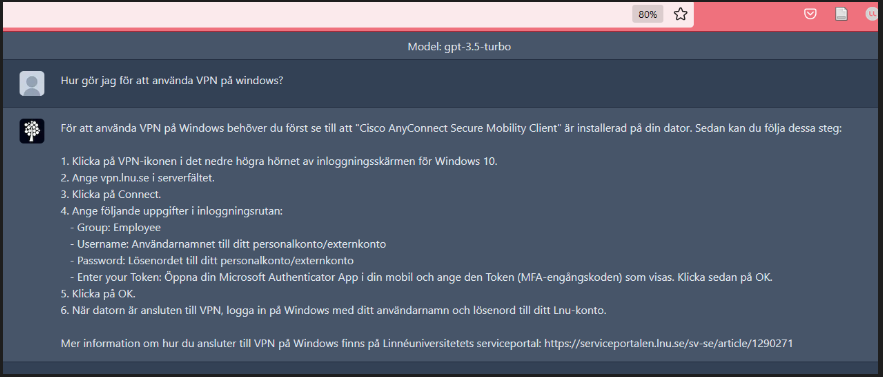 80%
Model: gpt-3.5-turbo
Hur gör jag för att använda VPN på windows?
För att använda VPN på Windows behöver du först se till att "Cisco AnyConnect Secure Mobility Client" är installerad på din dator. Sedan kan du följa dessa steg:
1. Klicka på VPN-ikonen i det nedre högra hörnet av inloggningsskärmen för Windows 10.
2. Ange vpn.lnu.se i serverfältet.
3. Klicka på Connect.
4. Ange följande uppgifter i inloggningsrutan:
- Group: Employee
- Username: Användarnamnet till ditt personalkonto/externkonto
- Password: Lösenordet till ditt personalkonto/externkonto
- Enter your Token: Öppna din Microsoft Authenticator App i din mobil och ange den Token (MFA-engångskoden) som visas. Klicka sedan på OK.
5. Klicka på OK.
6. När datorn är ansluten till VPN, logga in på Windows med ditt användarnamn och lösenord till ditt Lnu-konto.
Mer information om hur du ansluter till VPN på Windows finns på Linnéuniversitetets serviceportal: https://serviceportalen.lnu.se/sv-se/article/1290271